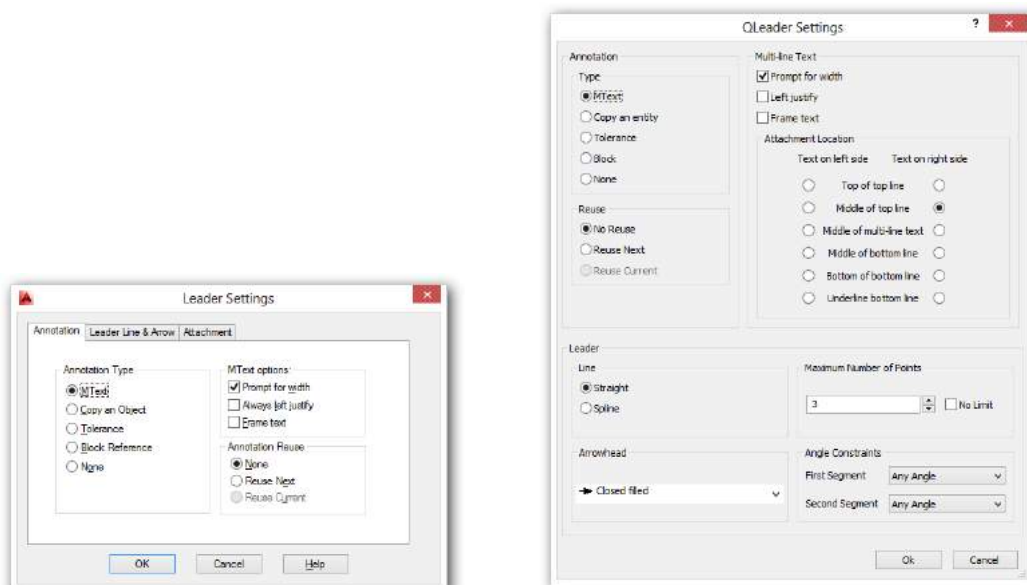 Leader Settings
Annotation Leader Line & Arrow Attachment
Annotation Type
MText
Copy an Object
Tolerance
Block Reference
None
MText options:
Prompt for width
Always left justify
Frame text
Annotation Reuse
None
Reuse Next
Reuse Current
OK Cancel Help
QLeader Settings ?
Annotation
Type
MText
Copy an entity
Tolerance
Block
None
Reuse
No Reuse
Reuse Next
Reuse Current
Multi-line Text
Prompt for width
Left justify
Frame text
Attachment Location
Text on left side Text on right side
Top of top line
Middle of top line
Middle of multi-line text
Middle of bottom line
Bottom of bottom line
Underline bottom line
Leader
Line
Straight
Spline
Maximum Number of Points
3 No Limit
Arrowhead
Closed filled
Angle Constraints
First Segment Any Angle
Second Segment Any Angle
Ok Cancel